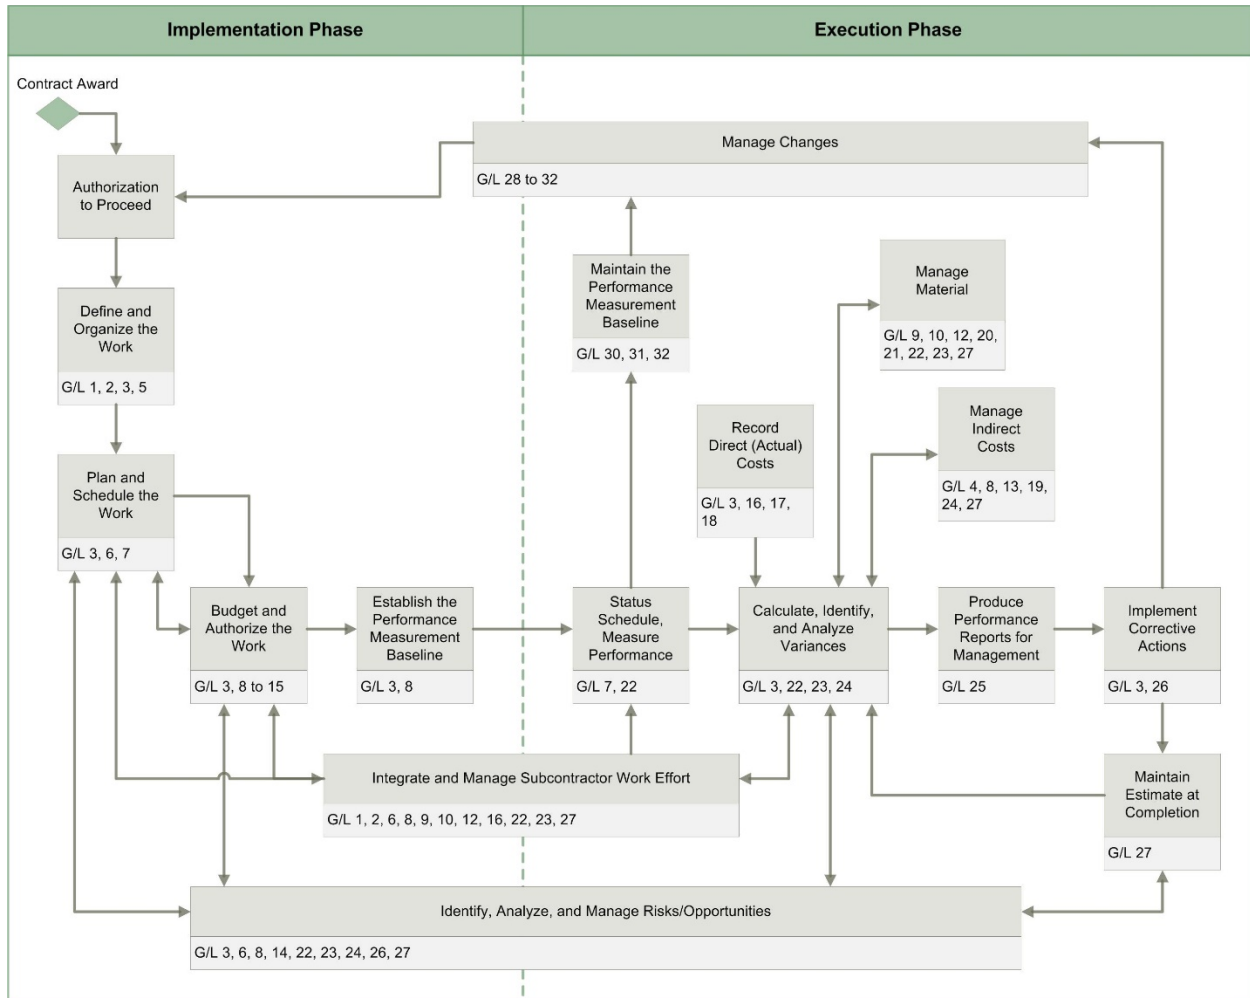 Implementation Phase
Execution Phase
Contract Award
Manage Changes
G/L 28 to 32
Authorization
to Proceed
Define and
Organize the
Work
G/L 1, 2, 3, 5
Maintain the
Performance
Measurement
Baseline
G/L 30, 31, 32
Manage
Material
G/L 9, 10, 12, 20,
21, 22, 23, 27
Record
Direct (Actual)
Costs
G/L 3, 16, 17,
18
Manage
Indirect
Costs
G/L 4, 8, 13, 19,
24, 27
Plan and
Schedule the
Work
G/L 3, 6, 7
Budget and
Authorize the
Work
G/L 3, 8 to 15
Establish the
Performance
Measurement
Baseline
G/L 3, 8
Status
Schedule,
Measure
Performance
G/L 7, 22
Calculate, Identify,
and Analyze
Variances
G/L 3, 22, 23, 24
Produce
Performance
Reports for
Management
G/L 25
Implement
Corrective
Actions
G/L 3, 26
Integrate and Manage Subcontractor Work Effort
G/L 1, 2, 6, 8, 9, 10, 12, 16, 22, 23, 27
Maintain
Estimate at
Completion
G/L 27
Identify, Analyze, and Manage Risks/Opportunities
G/L 3, 6, 8, 14, 22, 23, 24, 26, 27